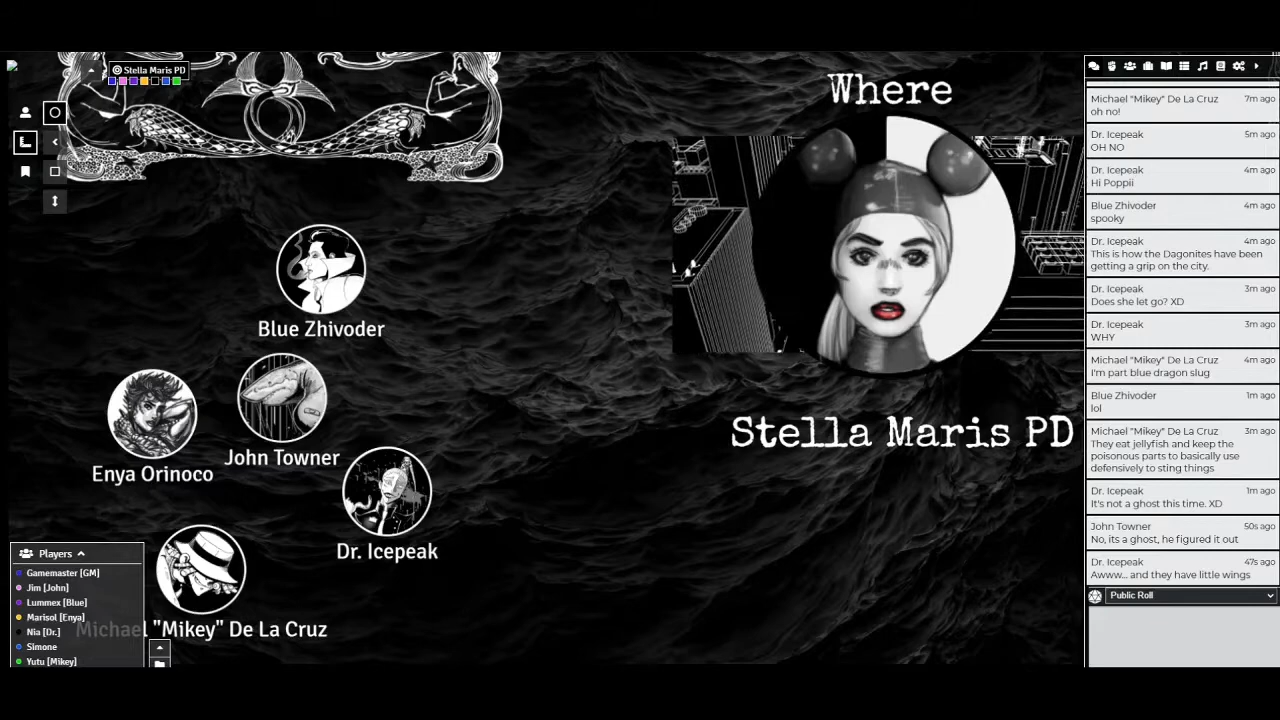 Stella Maris PD
Where
Stella Maris PD
Blue Zhivoder
John Towner
Enya Orinoco
Dr. Icepeak
Michael "Mikey" De La Cruz
Players
Gamemaster [GM]
Jim [John]
Lummex [Blue]
Marisol [Enya]
Nia [Dr.]
Simone
Yutu [Mikey]
Michael "Mikey" De La Cruz 7m ago
oh no!
Dr. Icepeak 5m ago
OH NO
Dr. Icepeak 4m ago
Hi Poppii
Blue Zhivoder 4m ago
spooky
Dr. Icepeak 4m ago
This is how the Dagonites have been
getting a grip on the city.
Dr. Icepeak 3m ago
Does she let go? XD
Dr. Icepeak 3m ago
WHY
Michael "Mikey" De La Cruz 4m ago
I'm part blue dragon slug
Blue Zhivoder 1m ago
lol
Michael "Mikey" De La Cruz 3m ago
They eat jellyfish and keep the
poisonous parts to basically use
defensively to sting things
Dr. Icepeak 1m ago
It's not a ghost this time. XD
John Towner 50s ago
No, its a ghost, he figured it out
Dr. Icepeak 47s ago
Awww... and they have little wings
Public Roll